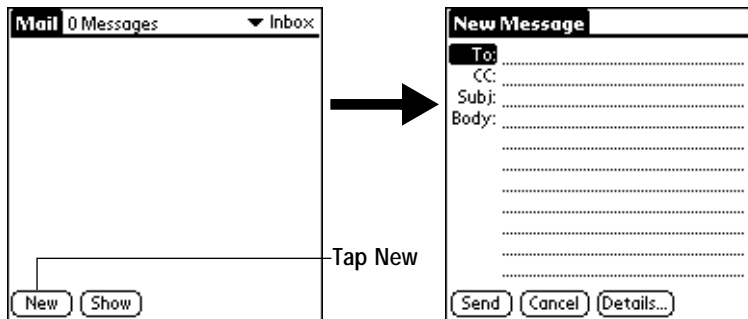 Mail 0 Messages Inbox
New Show
Tap New
New Message
To:
CC:
Subj:
Body:
Send Cancel Details...